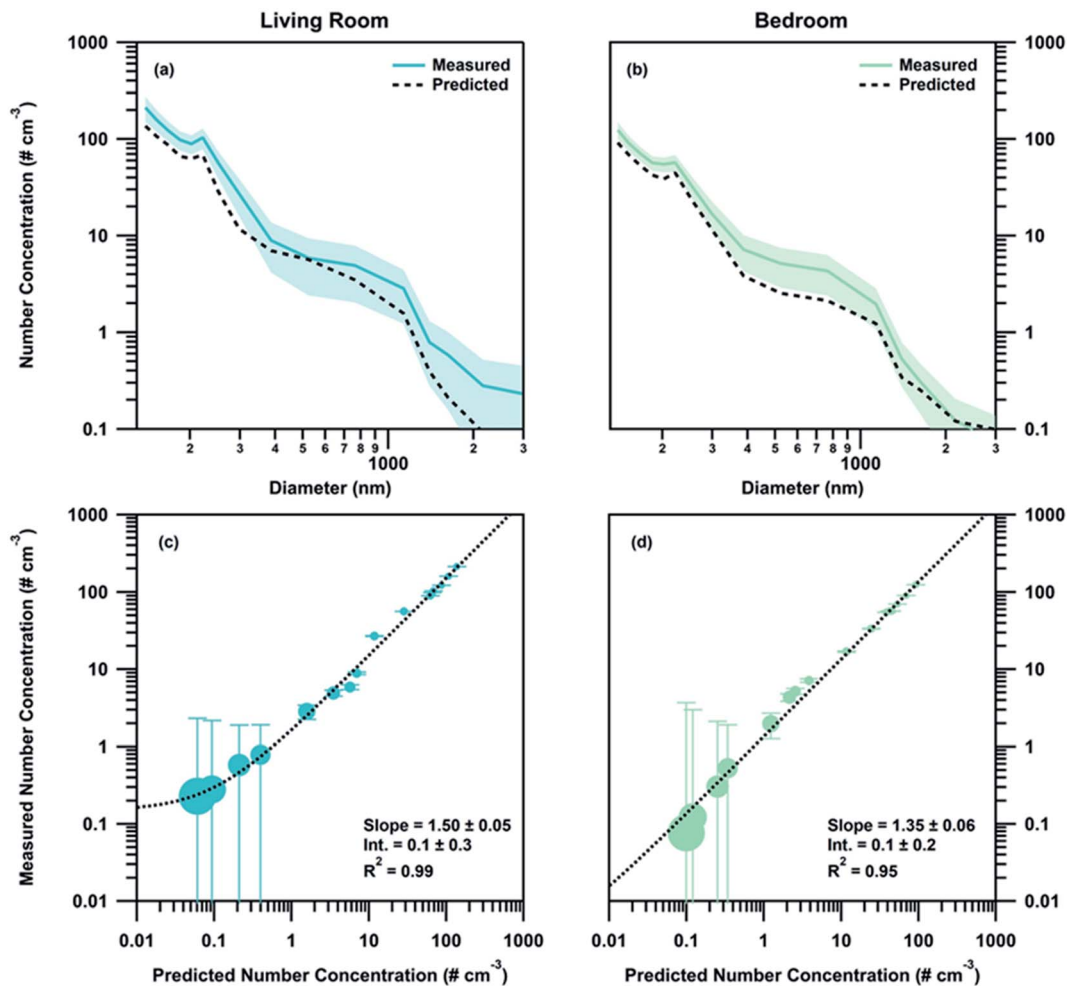 Living Room
Bedroom
1000
100
10
1
0.1
Number Concentration (# cm⁻³)
(a)
Measured
Predicted
2 3 4 5 6 7 8 9 1000 2 3
Diameter (nm)
(b)
Measured
Predicted
1000
100
10
1
0.1
2 3 4 5 6 7 8 9 1000 2 3
Diameter (nm)
1000
100
10
1
0.1
0.01
Measured Number Concentration (# cm⁻³)
(c)
Slope = 1.50 ± 0.05
Int. = 0.1 ± 0.3
R² = 0.99
0.01 0.1 1 10 100 1000
Predicted Number Concentration (# cm⁻³)
(d)
Slope = 1.35 ± 0.06
Int. = 0.1 ± 0.2
R² = 0.95
1000
100
10
1
0.1
0.01
0.01 0.1 1 10 100 1000
Predicted Number Concentration (# cm⁻³)